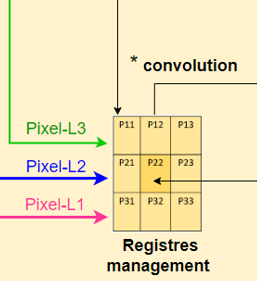 * convolution
Pixel-L3
P11 P12 P13
Pixel-L2
P21 P22 P23
Pixel-L1
P31 P32 P33
Registres
management